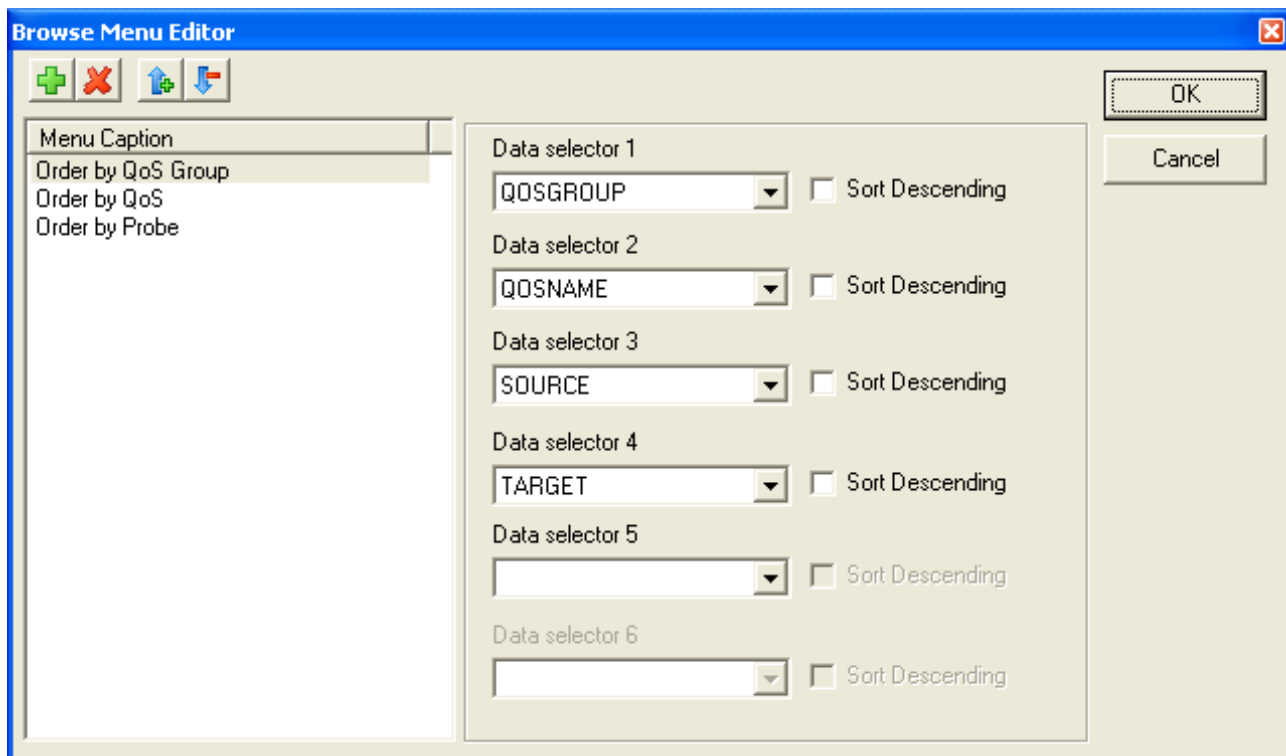 Browse Menu Editor
OK
Cancel
Menu Caption
Order by QoS Group
Order by QoS
Order by Probe
Data selector 1
QOSGROUP
Sort Descending
Data selector 2
QOSNAME
Sort Descending
Data selector 3
SOURCE
Sort Descending
Data selector 4
TARGET
Sort Descending
Data selector 5
Sort Descending
Data selector 6
Sort Descending